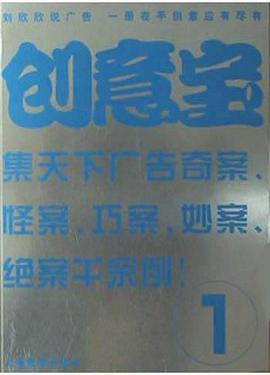 刘欣欣说广告 一册在手创意应有尽有
创意宝
集天下广告奇案、
怪案、巧案、妙案、
绝案千余例！
1